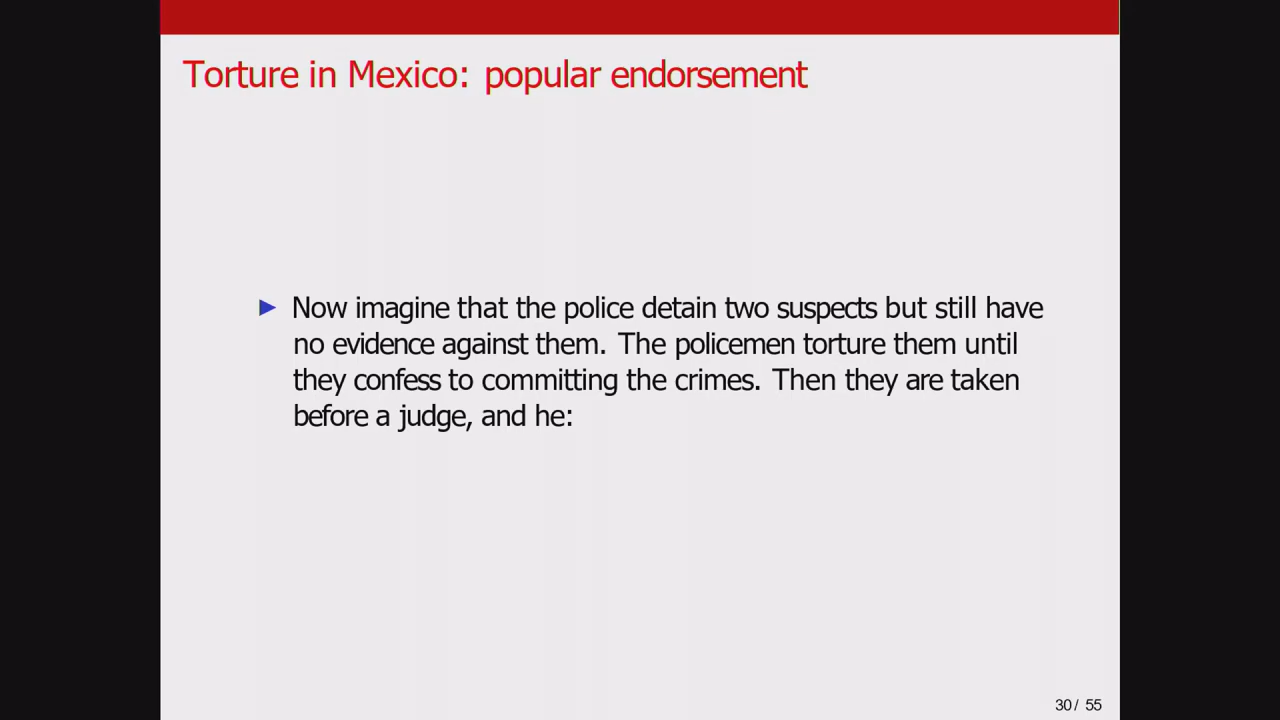 Torture in Mexico: popular endorsement
Now imagine that the police detain two suspects but still have
no evidence against them. The policemen torture them until
they confess to committing the crimes. Then they are taken
before a judge, and he:
30 / 55